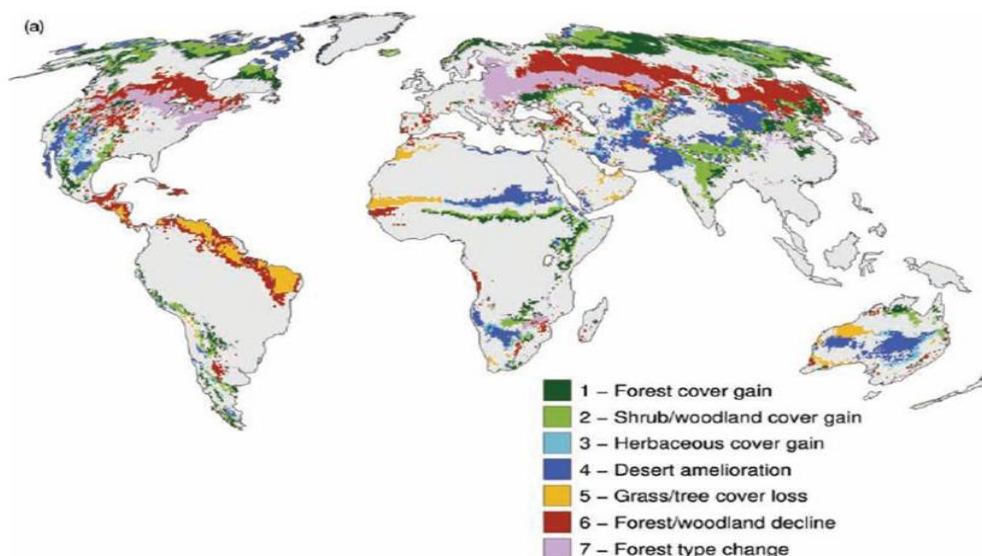 (a)
1 – Forest cover gain
2 – Shrub/woodland cover gain
3 – Herbaceous cover gain
4 – Desert amelioration
5 – Grass/tree cover loss
6 – Forest/woodland decline
7 – Forest type change